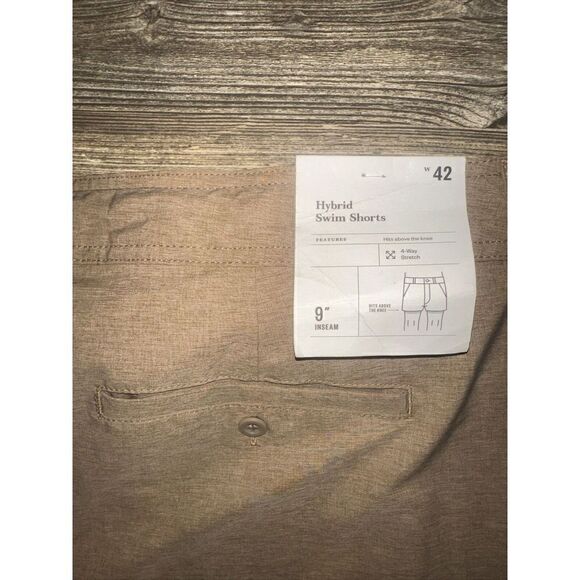 W 42
Hybrid
Swim Shorts
FEATURES
Hits above the knee
4-Way
Stretch
9"
INSEAM
HITS ABOVE
THE KNEE